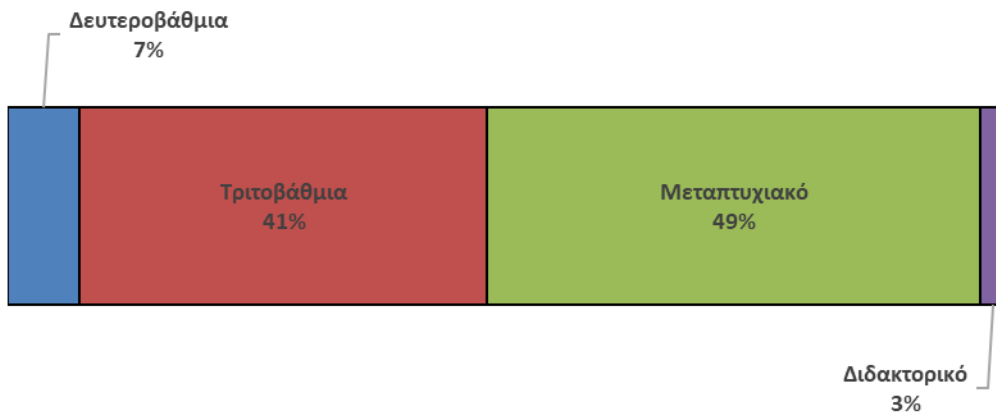 Δευτεροβάθμια
7%
Τριτοβάθμια
41%
Μεταπτυχιακό
49%
Διδακτορικό
3%